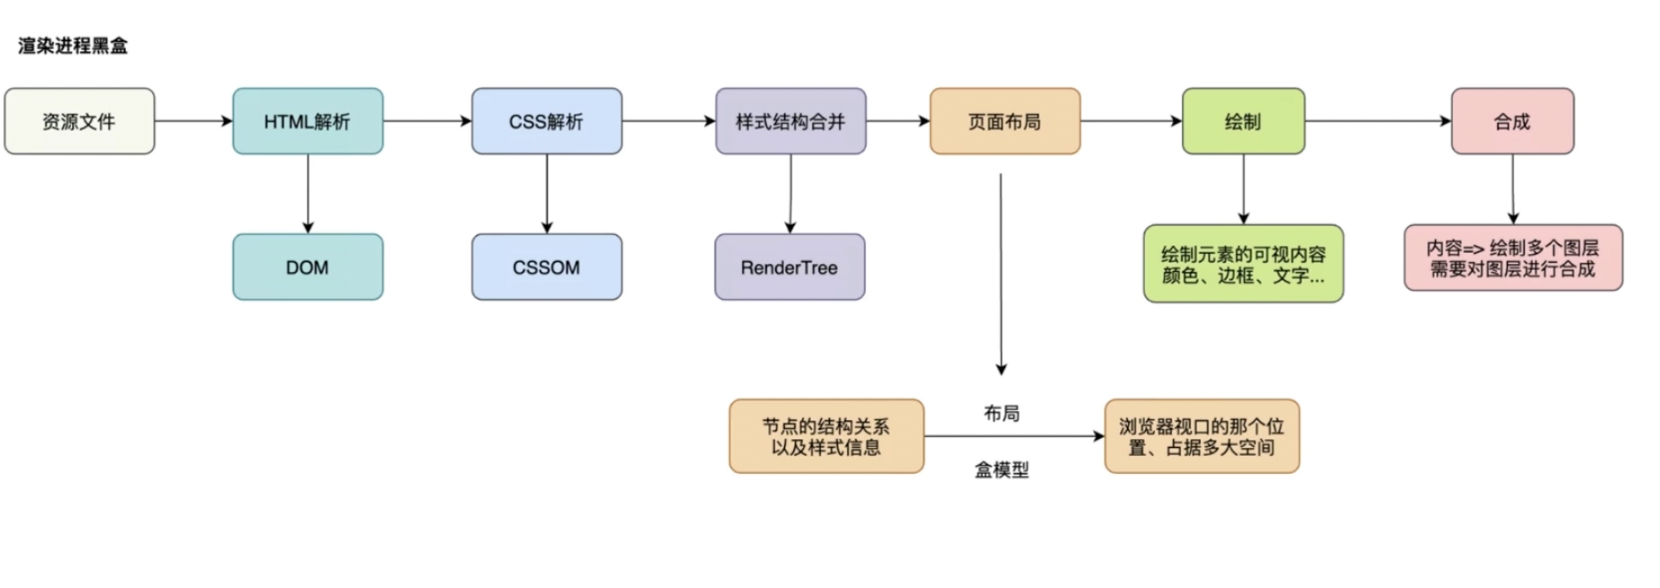 渲染进程黑盒
资源文件
HTML解析
CSS解析
样式结构合并
页面布局
绘制
合成
DOM
CSSOM
RenderTree
绘制元素的可视内容
颜色、边框、文字...
内容=> 绘制多个图层
需要对图层进行合成
节点的结构关系
以及样式信息
布局
盒模型
浏览器视口的那个位
置、占据多大空间